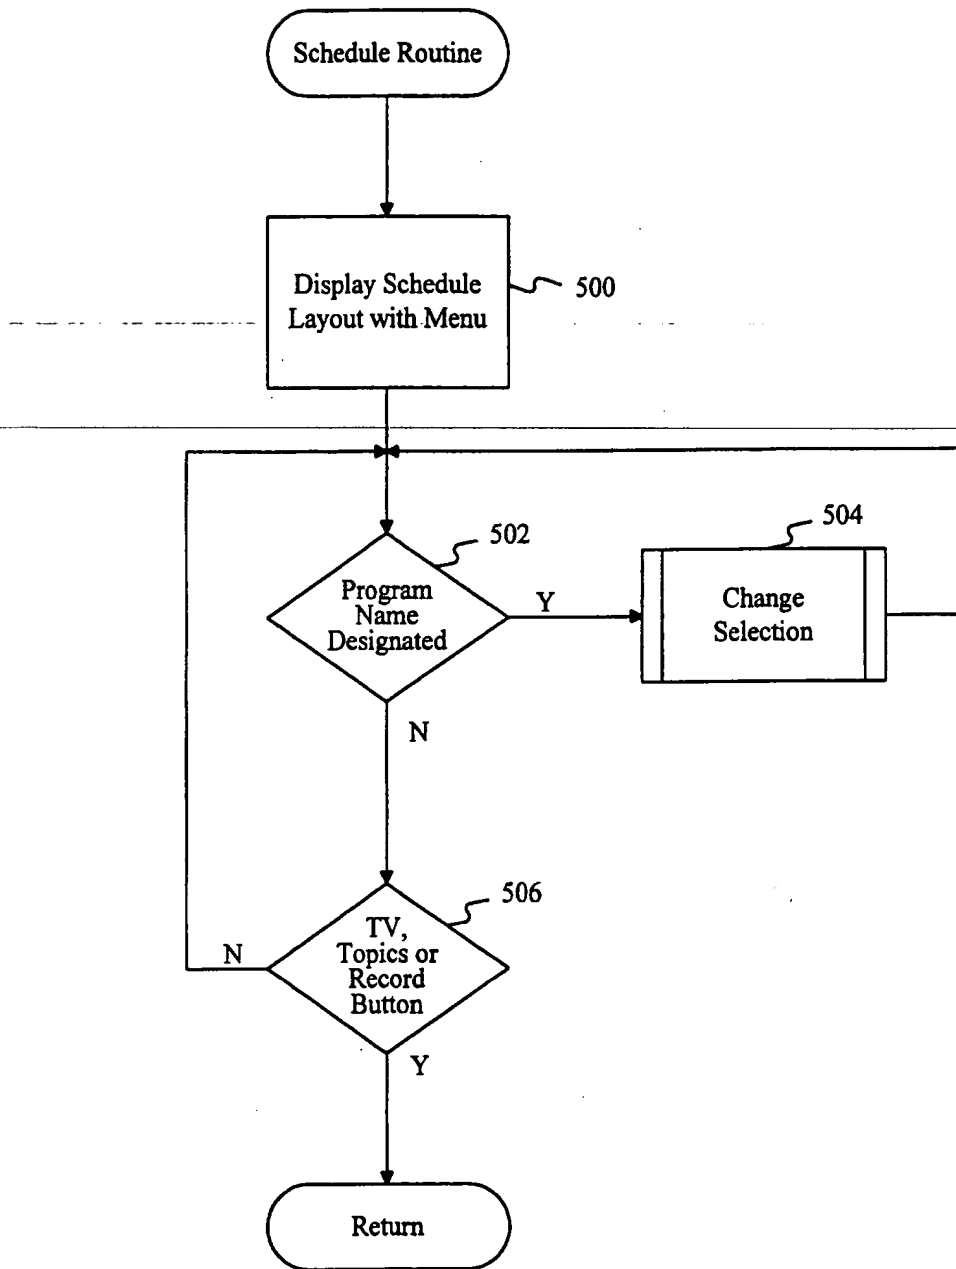 Schedule Routine
Display Schedule
Layout with Menu
500
502
Program
Name
Designated
Y
504
Change
Selection
N
506
TV,
Topics or
Record
Button
N
Y
Return